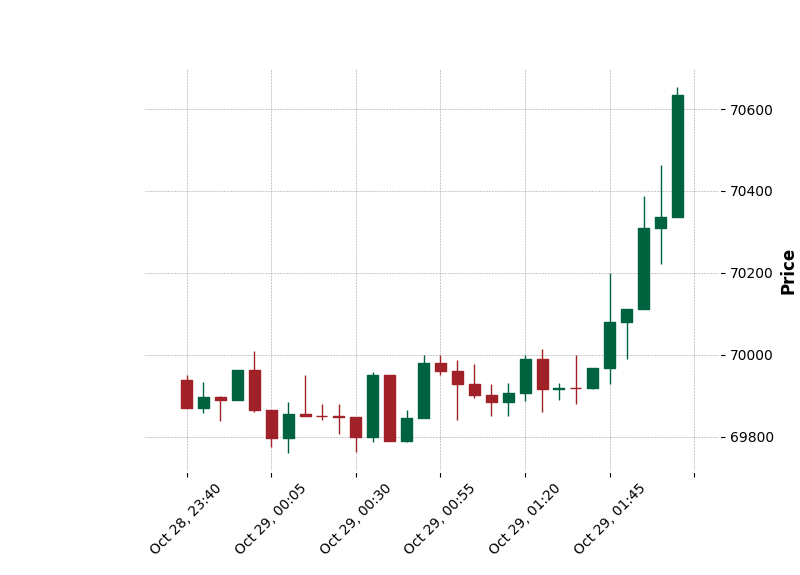 70600
70400
70200
70000
69800
Price
Oct 28, 23:40
Oct 29, 00:05
Oct 29, 00:30
Oct 29, 00:55
Oct 29, 01:20
Oct 29, 01:45